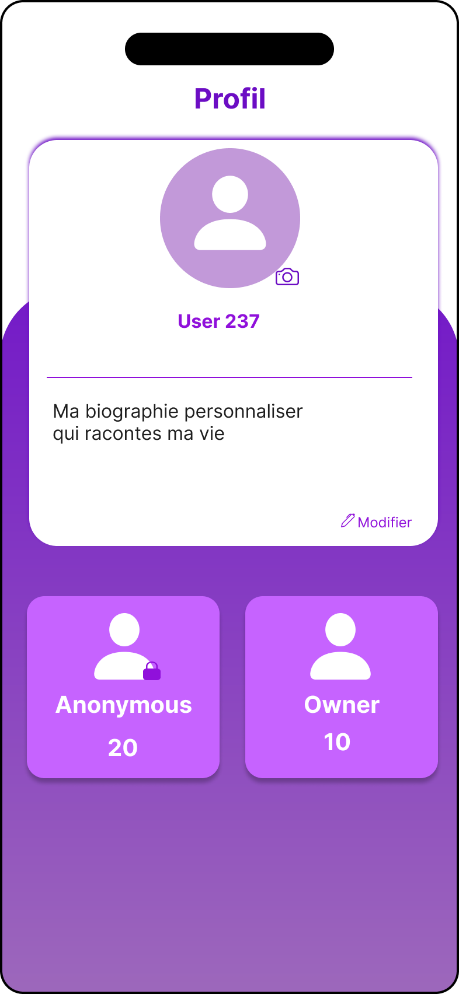 Profil
User 237
Ma biographie personnaliser
qui racontes ma vie
Modifier
Anonymous
20
Owner
10